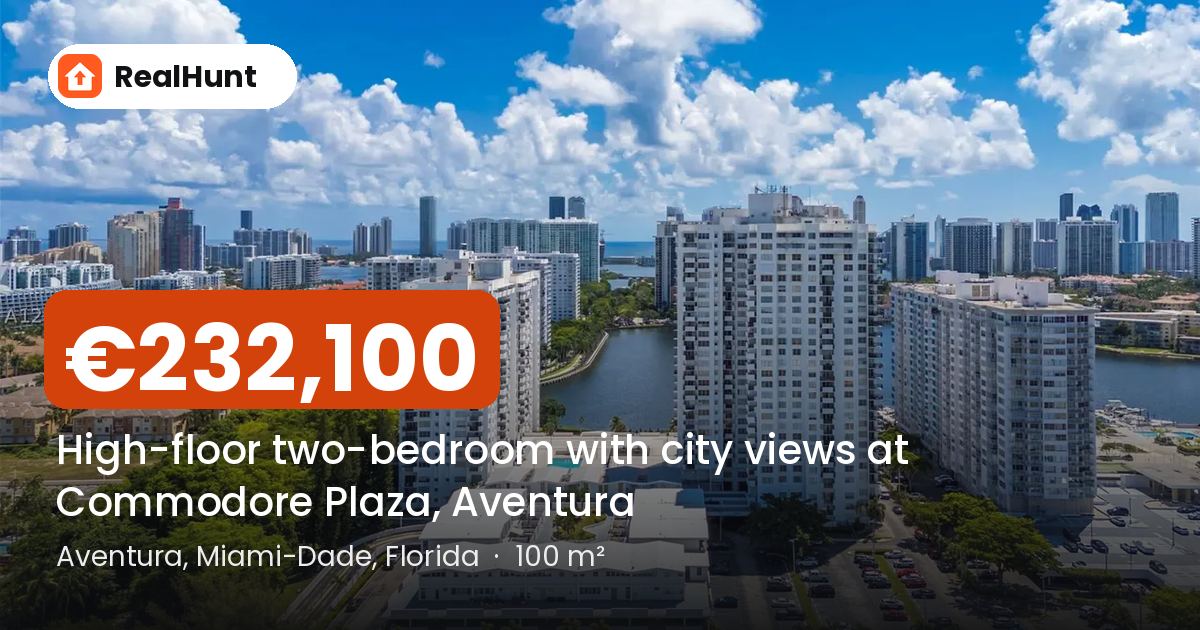 RealHunt
€232,100
High-floor two-bedroom with city views at
Commodore Plaza, Aventura
Aventura, Miami-Dade, Florida · 100 m²